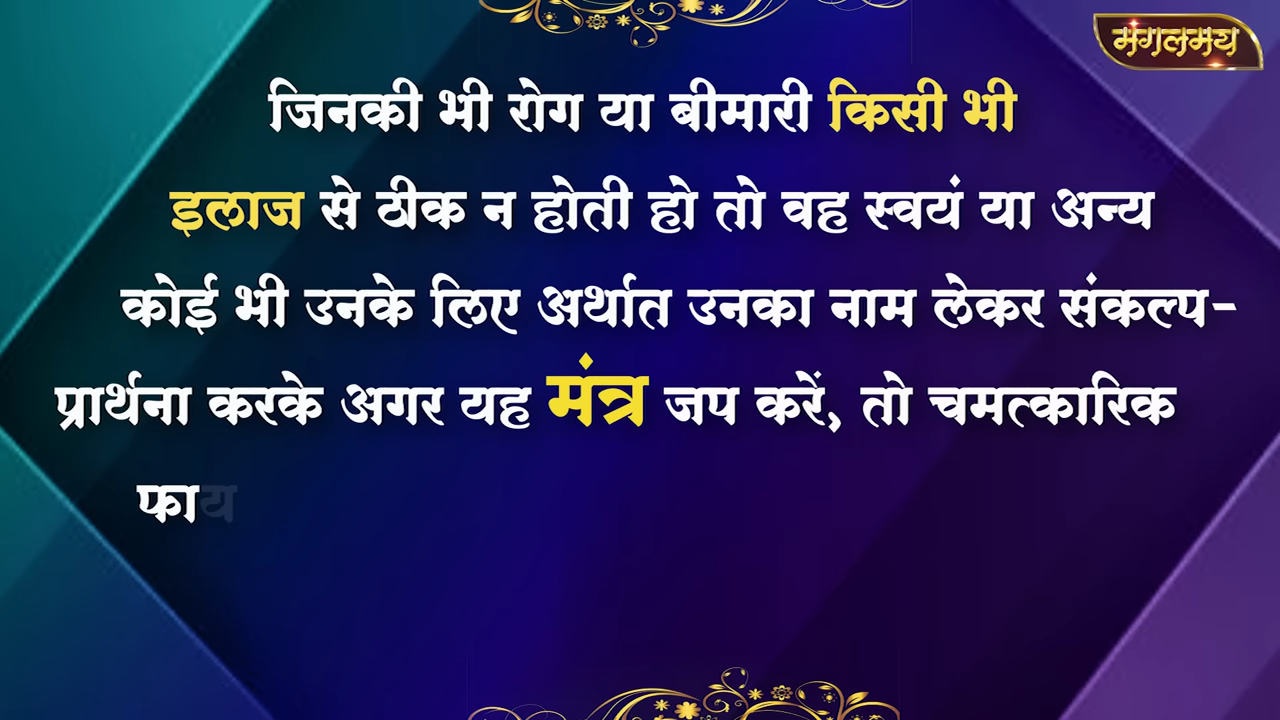 मंगलमय
जिनकी भी रोग या बीमारी किसी भी
इलाज से ठीक न होती हो तो वह स्वयं या अन्य
कोई भी उनके लिए अर्थात उनका नाम लेकर संकल्प-
प्रार्थना करके अगर यह मंत्र जप करें, तो चमत्कारिक
फाय